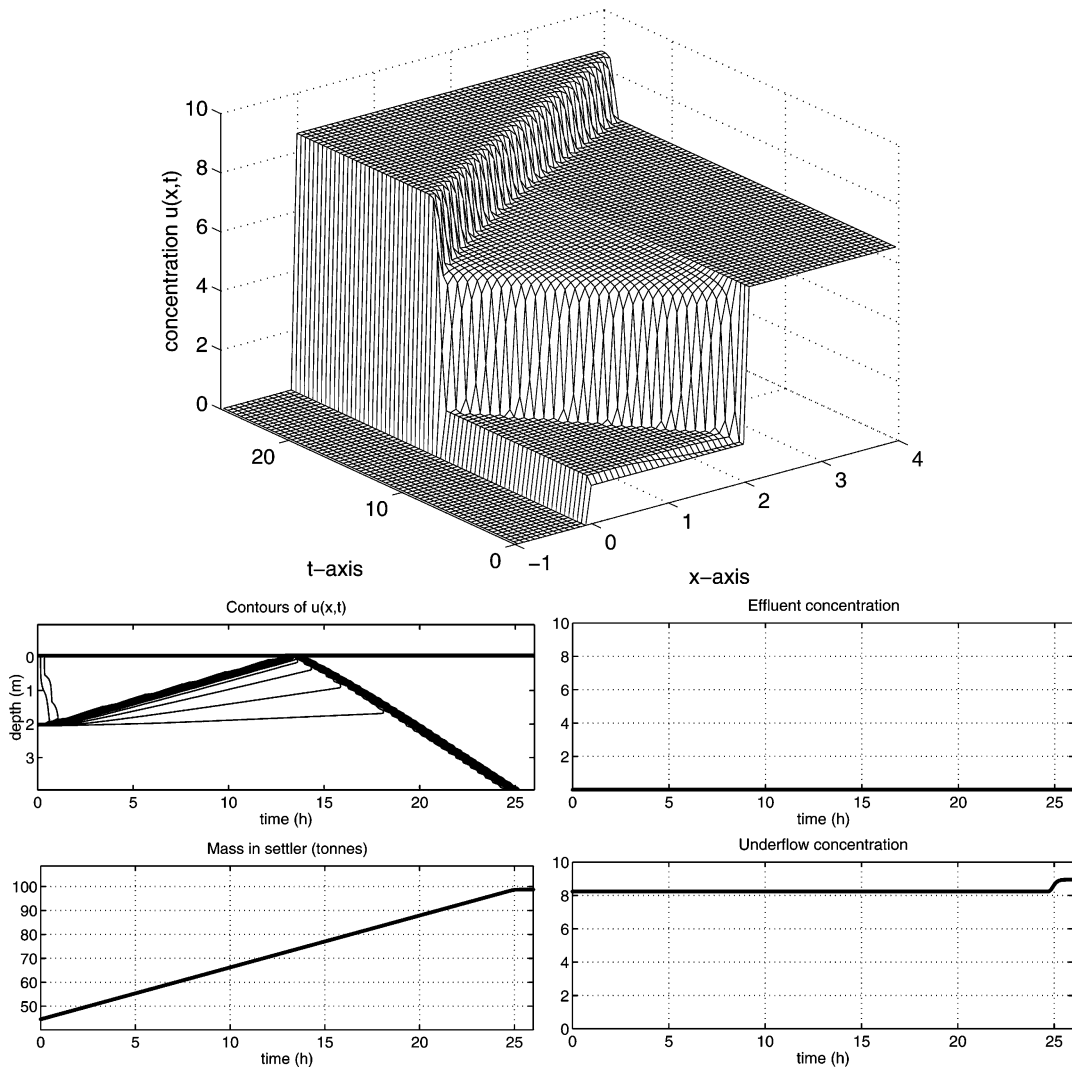 10
8
6
4
2
0
concentration u(x,t)
20
10
0
t-axis
−1
0
1
2
3
4
x-axis
Contours of u(x,t)
0
1
2
3
depth (m)
0 5 10 15 20 25
time (h)
Effluent concentration
10
8
6
4
2
0 5 10 15 20 25
time (h)
Mass in settler (tonnes)
100
90
80
70
60
50
0 5 10 15 20 25
time (h)
Underflow concentration
10
8
6
4
2
0
0 5 10 15 20 25
time (h)